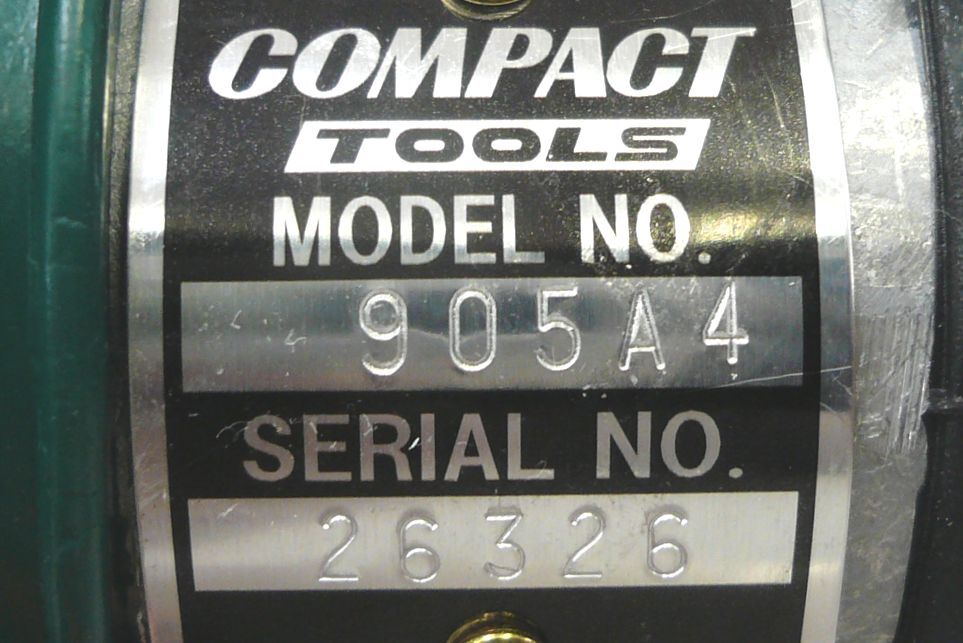 COMPACT
TOOLS
MODEL NO.
905A4
SERIAL NO.
26326